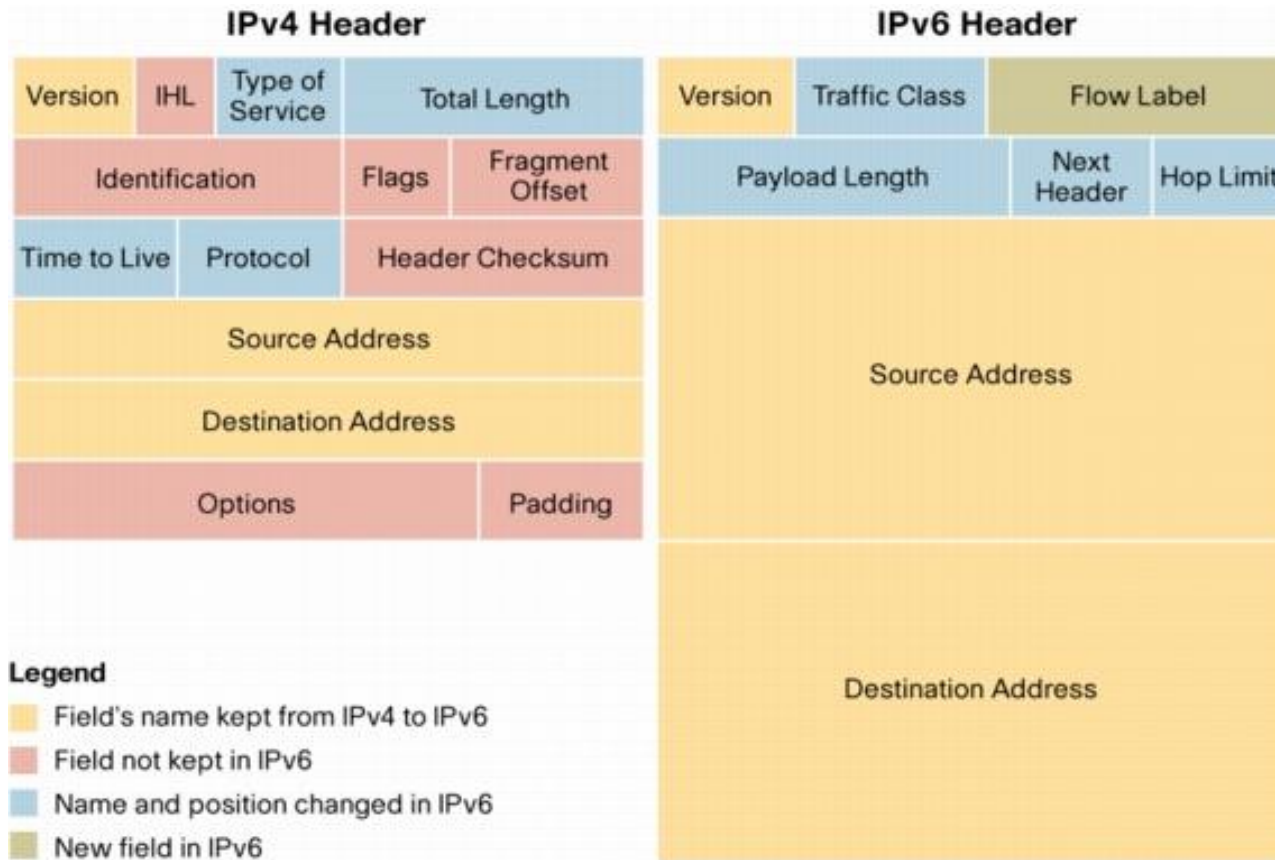 IPv4 Header
Version IHL Type of Service Total Length
Identification Flags Fragment Offset
Time to Live Protocol Header Checksum
Source Address
Destination Address
Options Padding
IPv6 Header
Version Traffic Class Flow Label
Payload Length Next Header Hop Limit
Source Address
Destination Address
Legend
Field's name kept from IPv4 to IPv6
Field not kept in IPv6
Name and position changed in IPv6
New field in IPv6